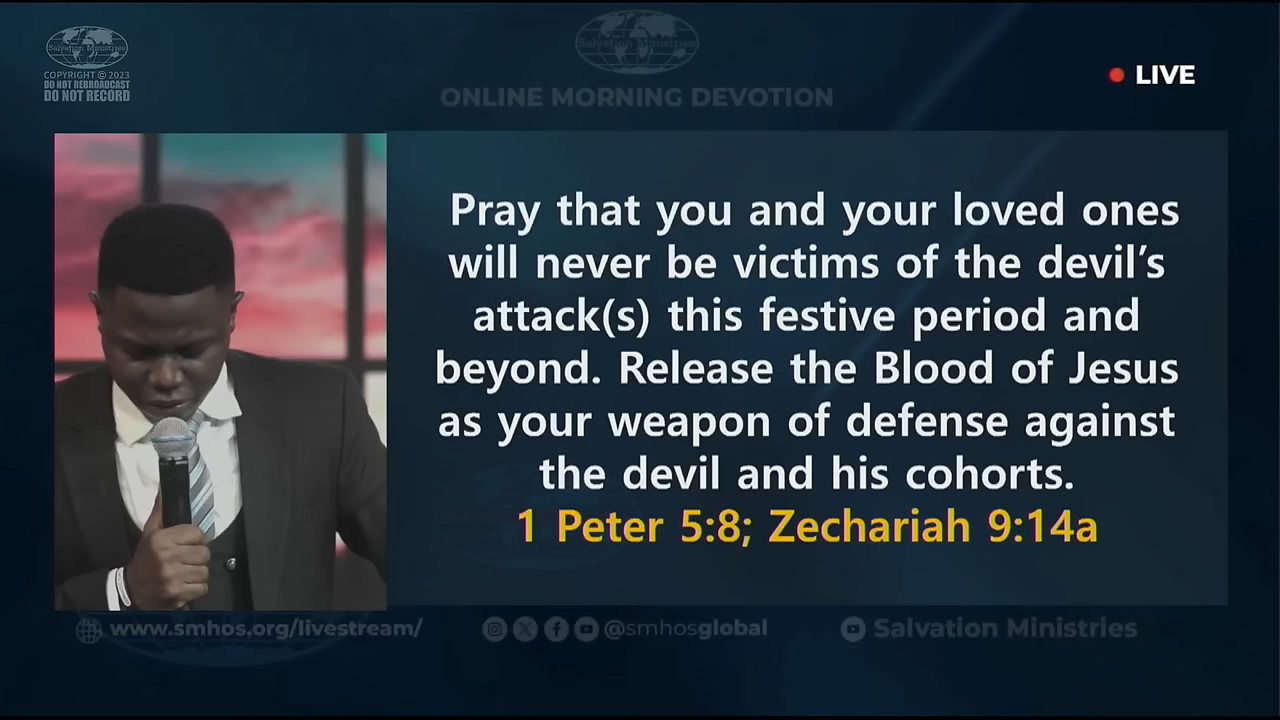 Salvation Ministries
COPYRIGHT © 2023
DO NOT REBROADCAST
DO NOT RECORD
Salvation Ministries
ONLINE MORNING DEVOTION
LIVE
Pray that you and your loved ones
will never be victims of the devil’s
attack(s) this festive period and
beyond. Release the Blood of Jesus
as your weapon of defense against
the devil and his cohorts.
1 Peter 5:8; Zechariah 9:14a
www.smhos.org/livestream/
@smhosglobal
Salvation Ministries